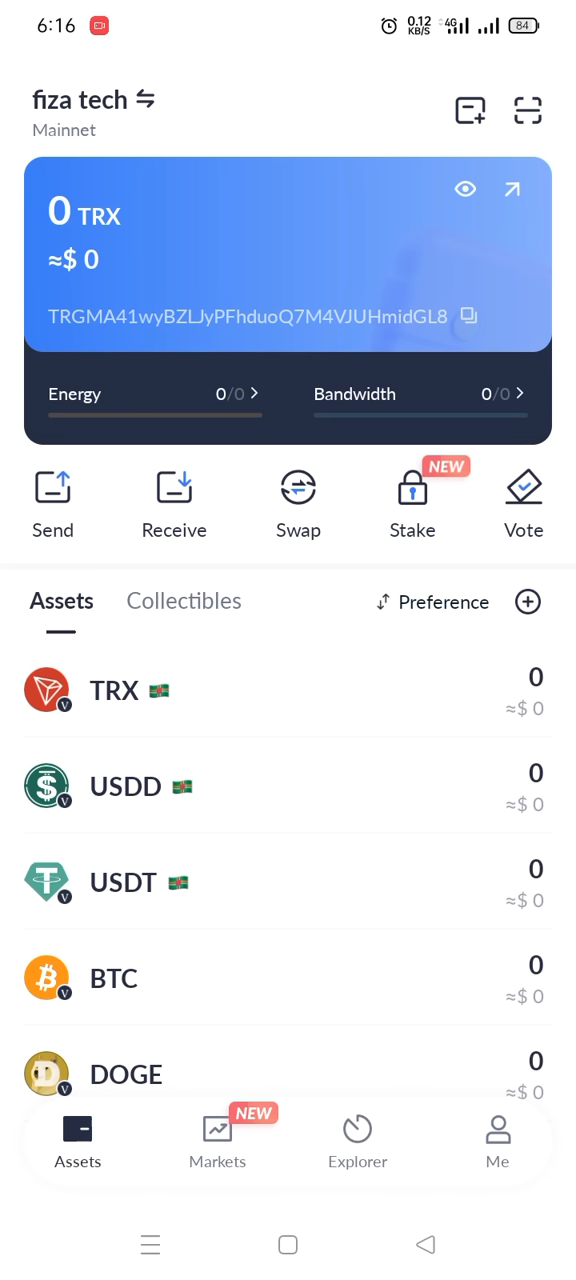 6:16 0.12 KB/S 4G 84
fiza tech
Mainnet
0 TRX
≈$ 0
TRGMA41wyBZLJyPFhduoQ7M4VJUHmidGL8
Energy 0/0 Bandwidth 0/0
NEW
Send Receive Swap Stake Vote
Assets Collectibles Preference
TRX 0
≈$ 0
USDD 0
≈$ 0
USDT 0
≈$ 0
BTC 0
≈$ 0
DOGE 0
≈$ 0
NEW
Assets Markets Explorer Me